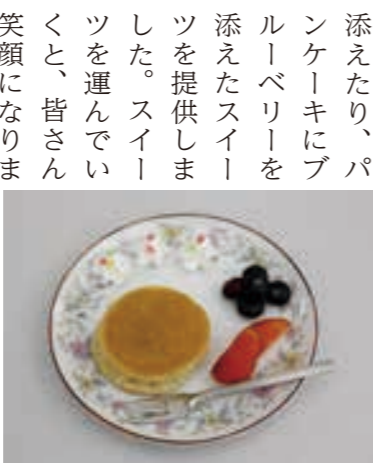 添えたり、パ
ンケーキにブ
ルーベリーを
添えたスイー
ツを提供しま
した。スイー
ツを運んでい
くと、皆さん
笑顔になりま